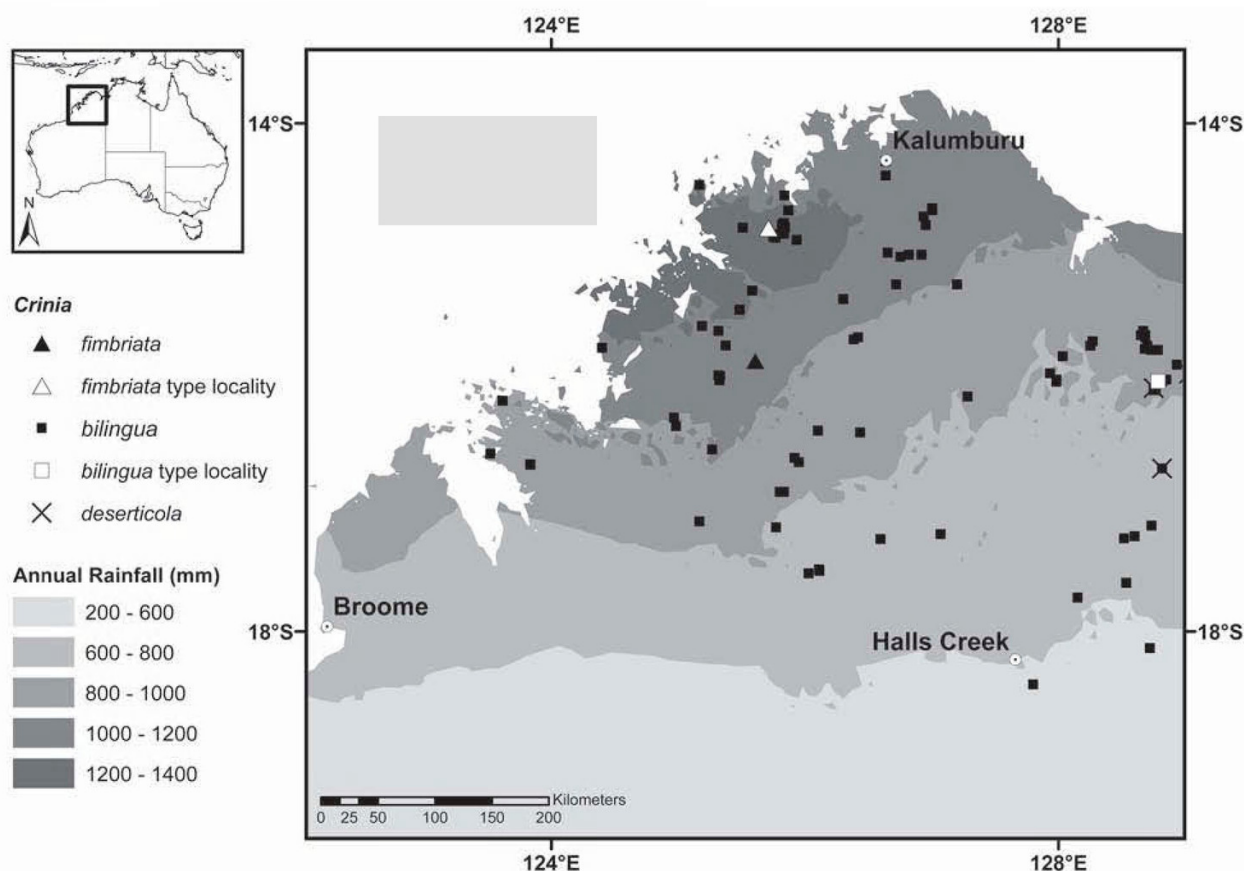 124°E 128°E
14°S 14°S
Kalumburu
N
Crinia
fimbriata
fimbriata type locality
bilingua
bilingua type locality
deserticola
Annual Rainfall (mm)
200 - 600
600 - 800
800 - 1000
1000 - 1200
1200 - 1400
Broome
18°S 18°S
Halls Creek
Kilometers
0 25 50 100 150 200
124°E 128°E